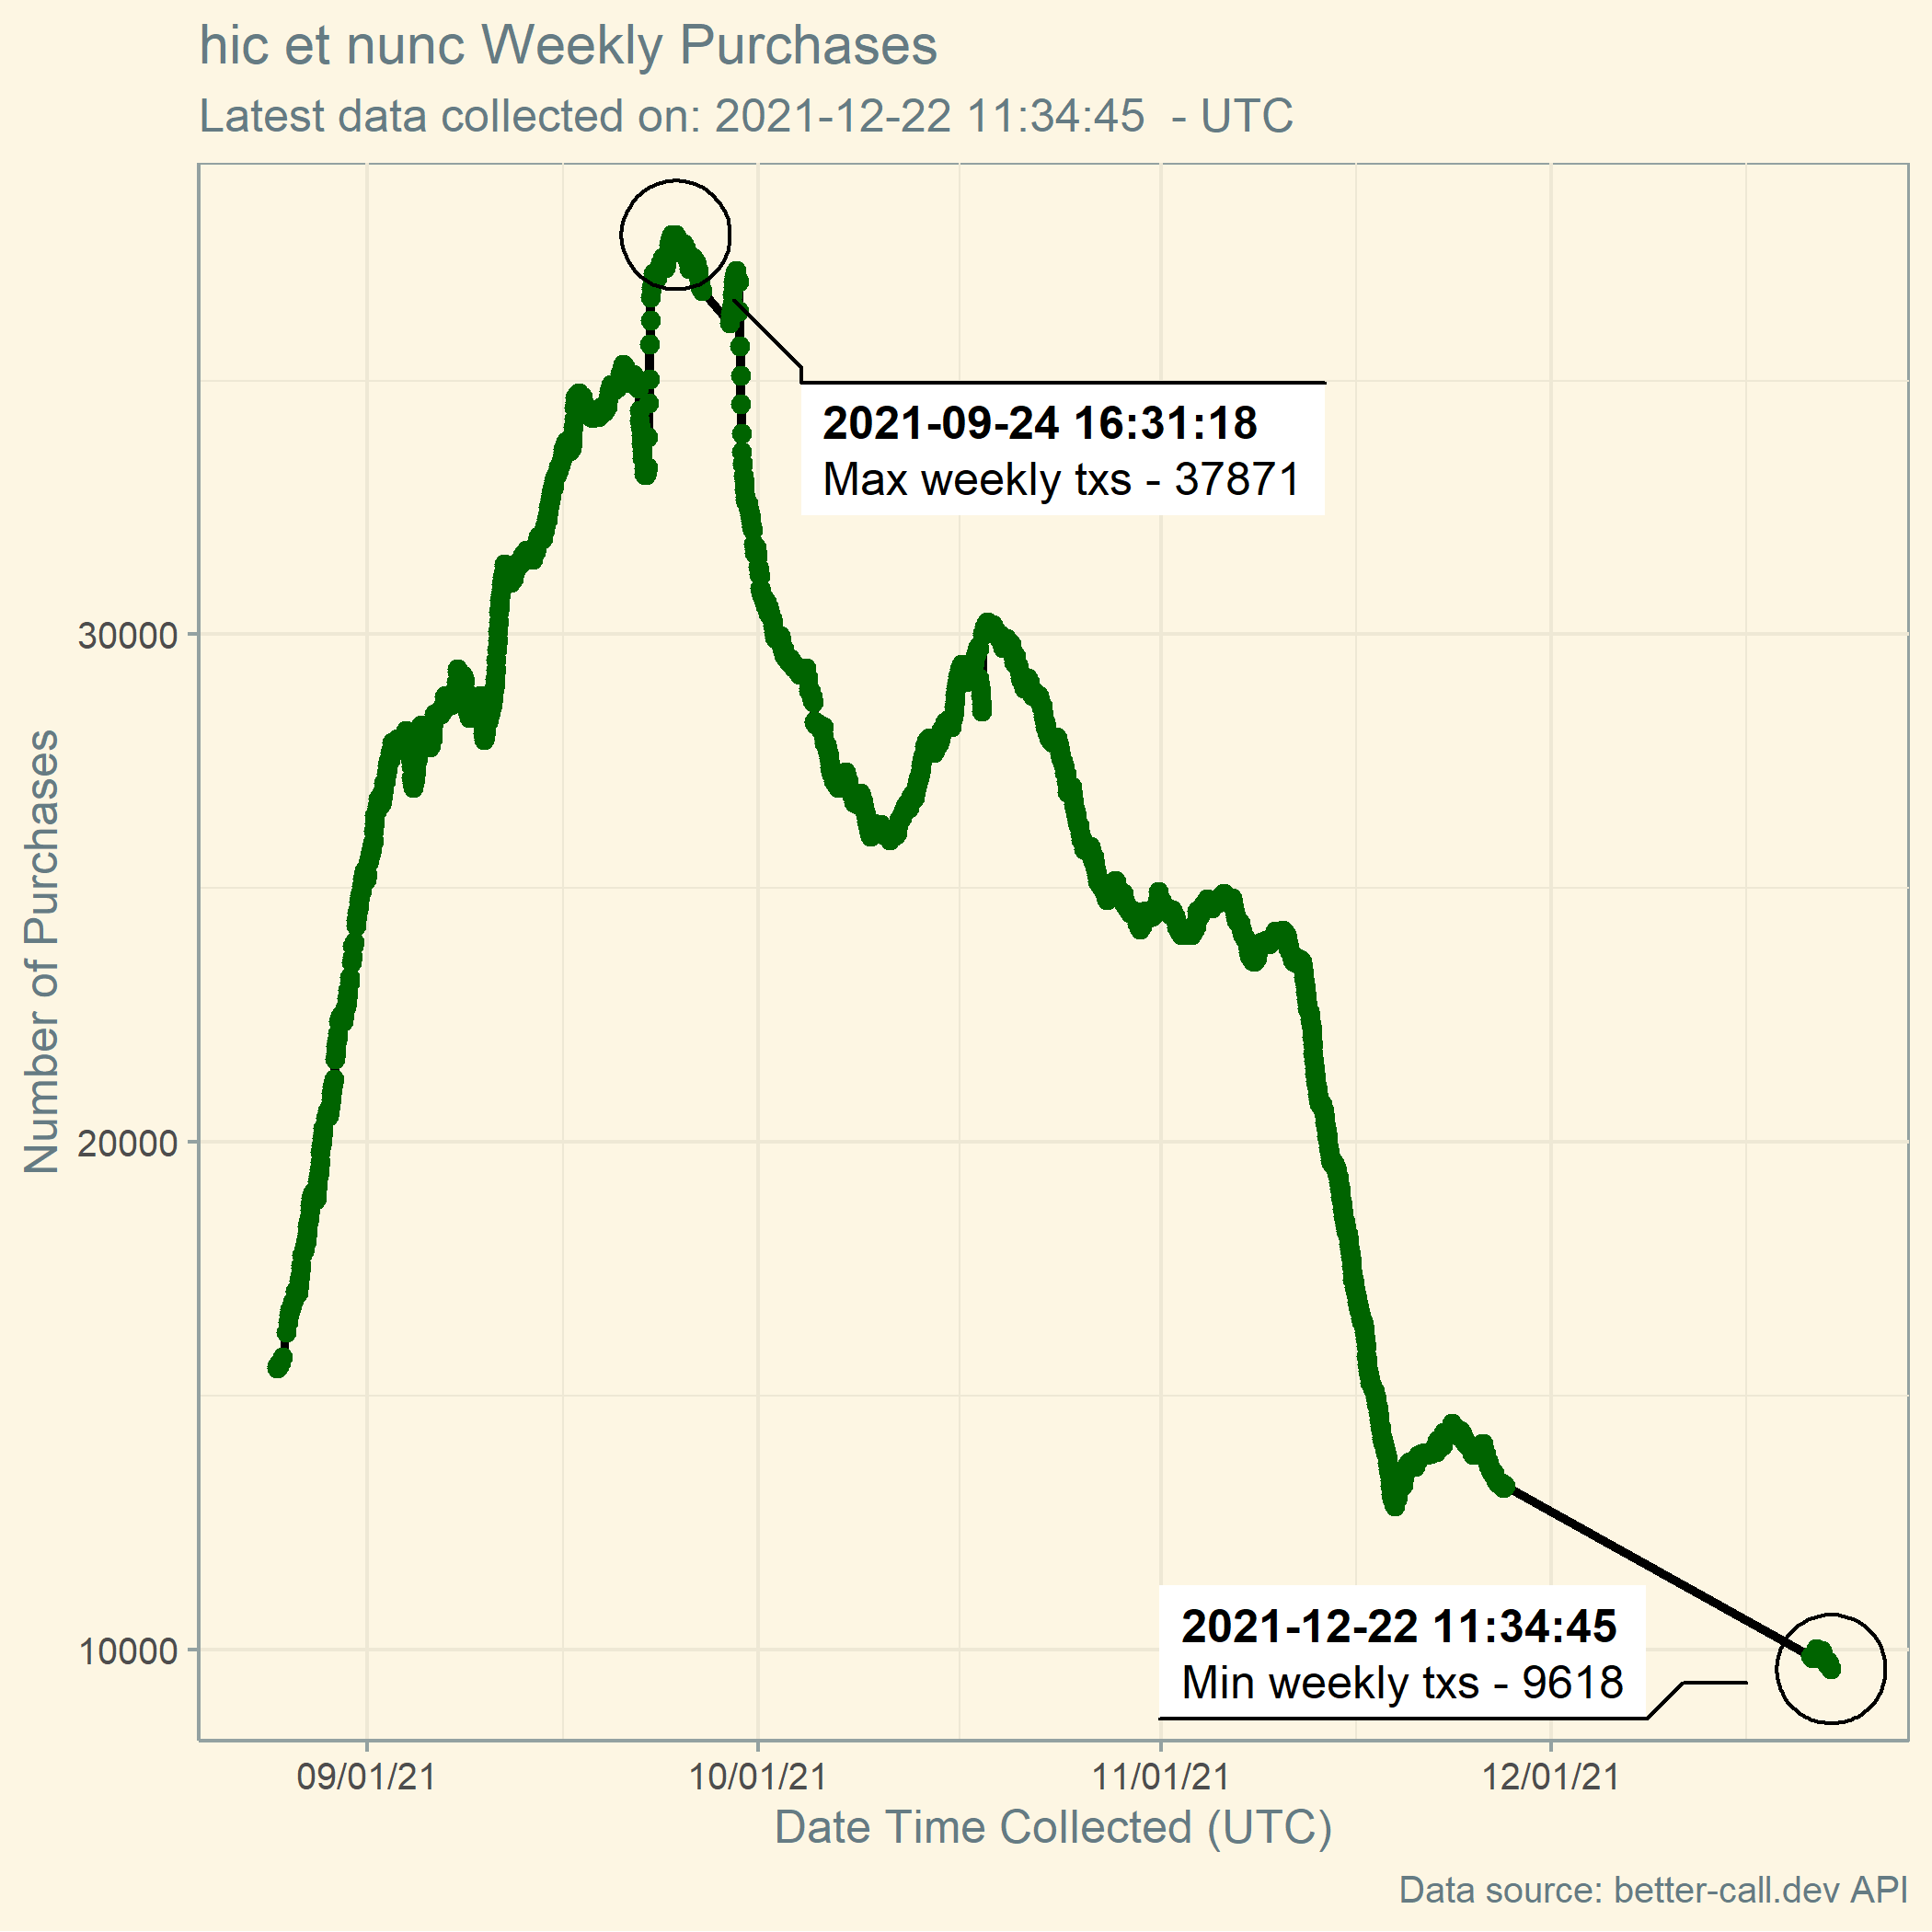 hic et nunc Weekly Purchases
Latest data collected on: 2021-12-22 11:34:45  - UTC
2021-09-24 16:31:18
Max weekly txs - 37871
30000
20000
10000
Number of Purchases
2021-12-22 11:34:45
Min weekly txs - 9618
09/01/21
10/01/21
11/01/21
12/01/21
Date Time Collected (UTC)
Data source: better-call.dev API